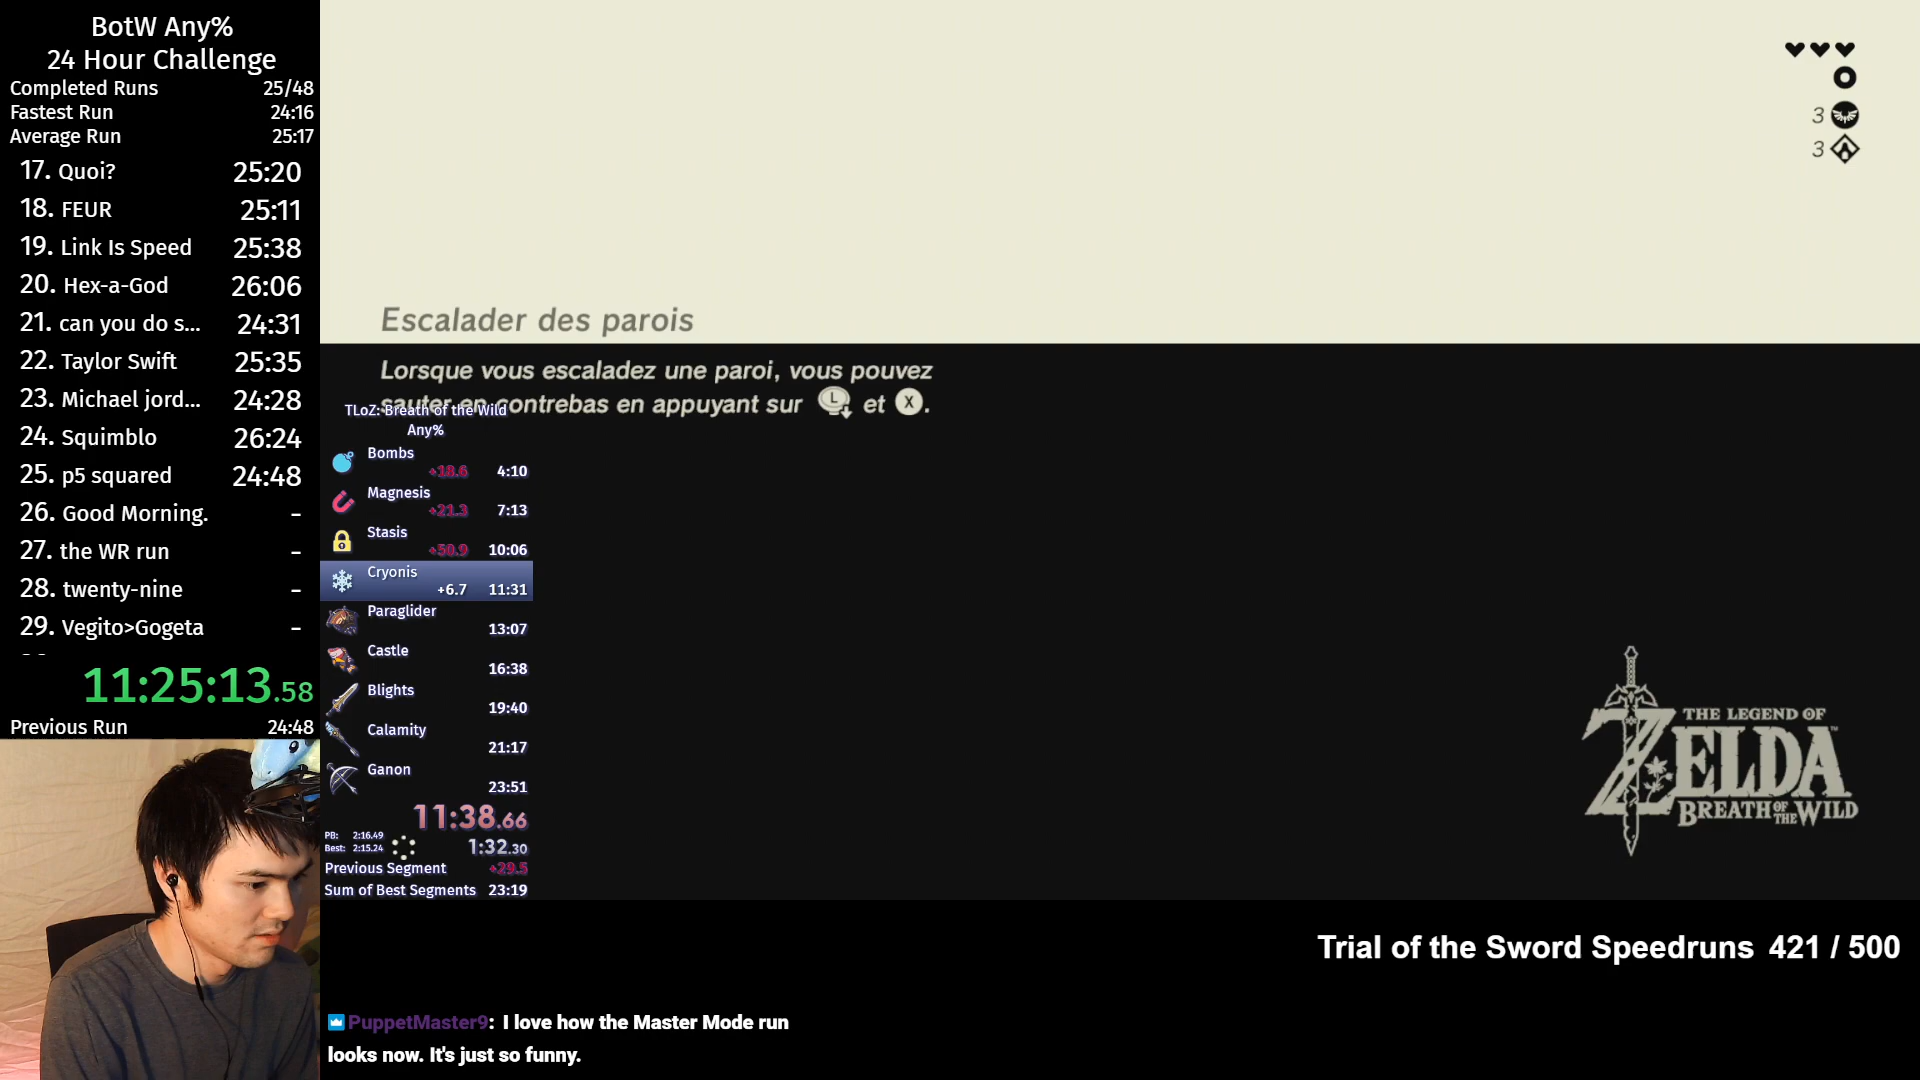 BotW Any%
24 Hour Challenge
Completed Runs 25/48
Fastest Run 24:16
Average Run 25:17
17. Quoi? 25:20
18. FEUR 25:11
19. Link Is Speed 25:38
20. Hex-a-God 26:06
21. can you do s... 24:31
22. Taylor Swift 25:35
23. Michael jord... 24:28
24. Squimblo 26:24
25. p5 squared 24:48
26. Good Morning. -
27. the WR run -
28. twenty-nine -
29. Vegito>Gogeta -
11:25:13.58
Previous Run 24:48
3
3
Escalader des parois
Lorsque vous escaladez une paroi, vous pouvez
sauter en contrebas en appuyant sur L et X.
TLoZ: Breath of the Wild
Any%
Bombs
+18.6 4:10
Magnesis
+21.3 7:13
Stasis
+50.9 10:06
Cryonis
+6.7 11:31
Paraglider
13:07
Castle
16:38
Blights
19:40
Calamity
21:17
Ganon
23:51
11:38.66
PB: 2:16.49
Best: 2:15.24
1:32.30
Previous Segment +29.5
Sum of Best Segments 23:19
THE LEGEND OF
ZELDA
BREATH OF THE WILD
Trial of the Sword Speedruns 421 / 500
PuppetMaster9: I love how the Master Mode run
looks now. It's just so funny.